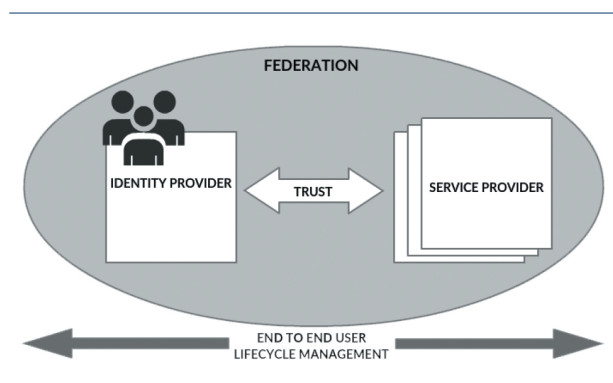 FEDERATION
IDENTITY PROVIDER
TRUST
SERVICE PROVIDER
END TO END USER
LIFECYCLE MANAGEMENT